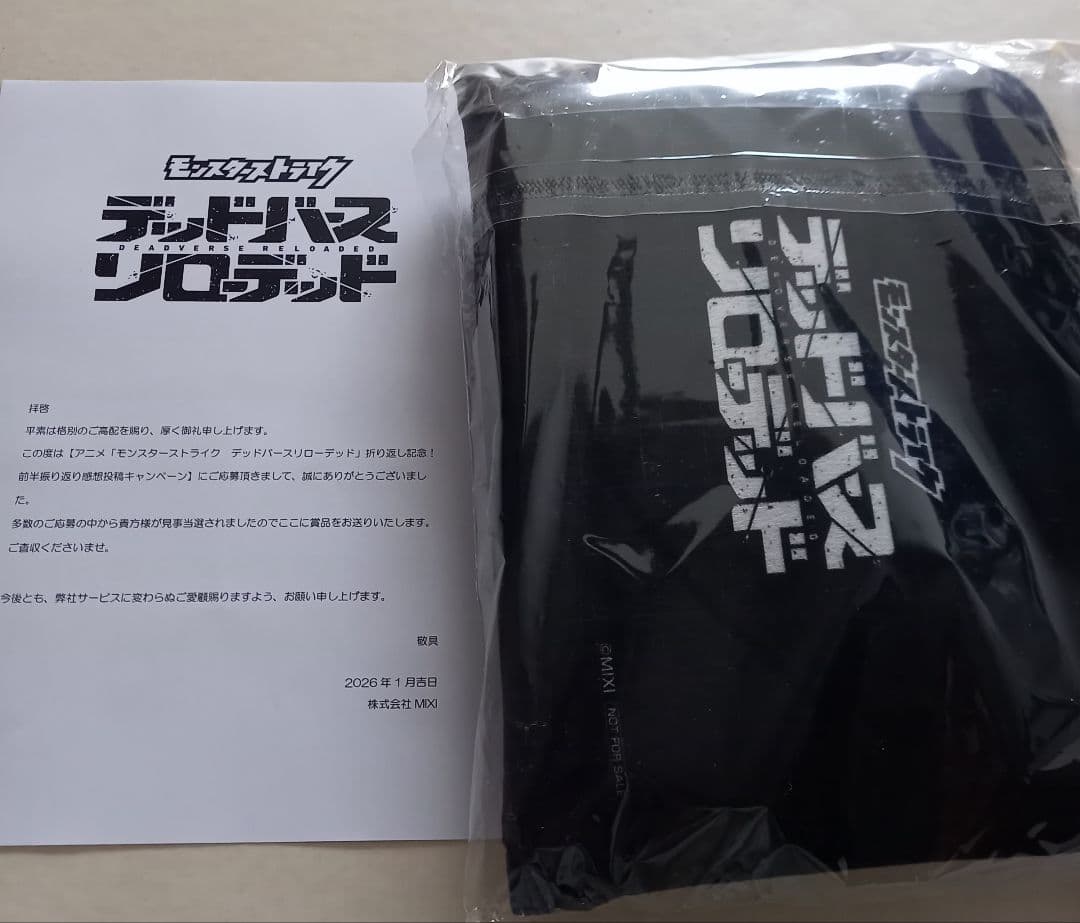 モンスターストライク
デッドバース
DEADVERSE RELOADED
リローデッド
拝啓
平素は格別のご高配を賜り、厚く御礼申し上げます。
この度は【アニメ「モンスターストライク　デッドバースリローデッド」折り返し記念！
前半振り返り感想投稿キャンペーン】にご応募頂きまして、誠にありがとうございまし
た。
多数のご応募の中から貴方様が見事当選されましたのでここに賞品をお送りいたします。
ご査収くださいませ。
今後とも、弊社サービスに変わらぬご愛顧賜りますよう、お願い申し上げます。
敬具
2026 年 1 月吉日
株式会社 MIXI
モンスターストライク
デッドバース
DEADVERSE RELOADED
リローデッド
©MIXI NOT FOR SALE